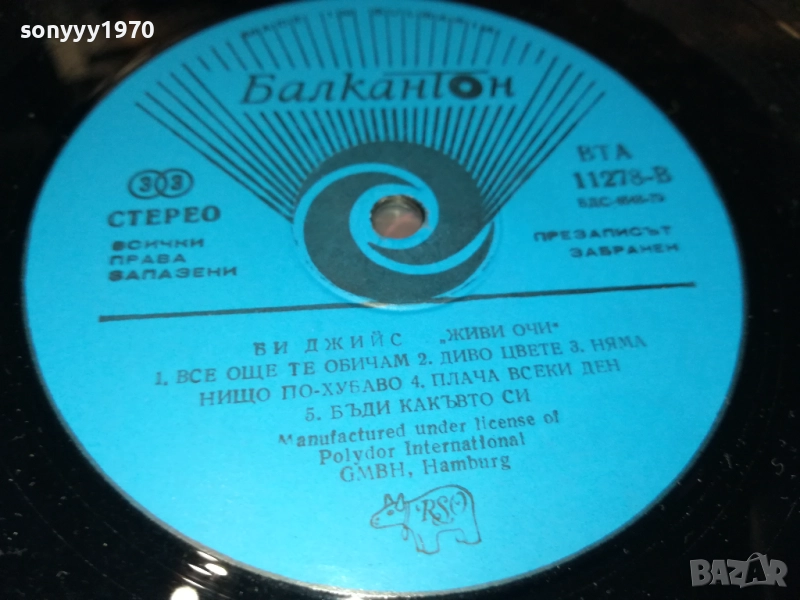 sonyyy1970
Балкантон
33
СТЕРЕО
ВСИЧКИ
ПРАВА
ЗАПАЗЕНИ
ВТА
11278-В
ПРЕЗАПИСЪТ
ЗАБРАНЕН
БИ ДЖИЙС „ЖИВИ ОЧИ"
1. ВСЕ ОЩЕ ТЕ ОБИЧАМ 2. ДИВО ЦВЕТЕ 3. НЯМА
НИЩО ПО-ХУБАВО 4. ПЛАЧА ВСЕКИ ДЕН
5. БЪДИ КАКЪВТО СИ
Manufactured under license of
Polydor International
GMBH, Hamburg
RSO
BAZAR